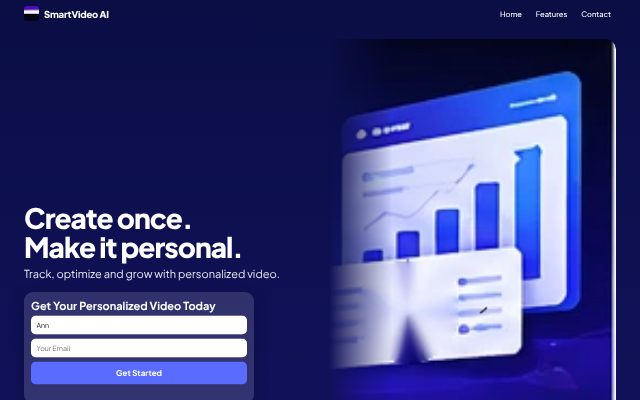 SmartVideo AI
Home
Features
Contact
Create once.
Make it personal.
Track, optimize and grow with personalized video.
Get Your Personalized Video Today
Ann
Your Email
Get Started